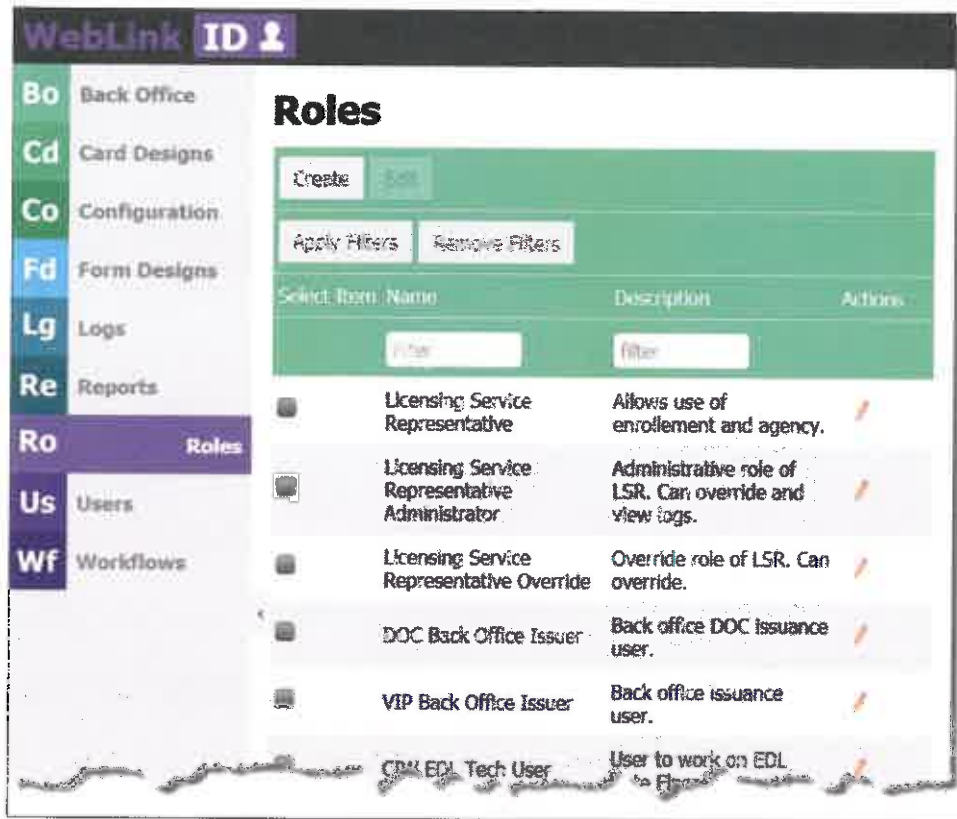 WebLink ID
Bo Back Office
Cd Card Designs
Co Configuration
Fd Form Designs
Lg Logs
Re Reports
Ro Roles
Us Users
Wf Workflows
Roles
Create Edit
Apply Filters Remove Filters
Select Item Name Description Actions
Filter filter
Licensing Service Allows use of
Representative enrollement and agency.
Licensing Service Administrative role of
Representative LSR. Can override and
Administrator view logs.
Licensing Service Override role of LSR. Can
Representative Override override.
DOC Back Office Issuer Back office DOC issuance
user.
VIP Back Office Issuer Back office issuance
user.
EDL Tech User User to work on EDL